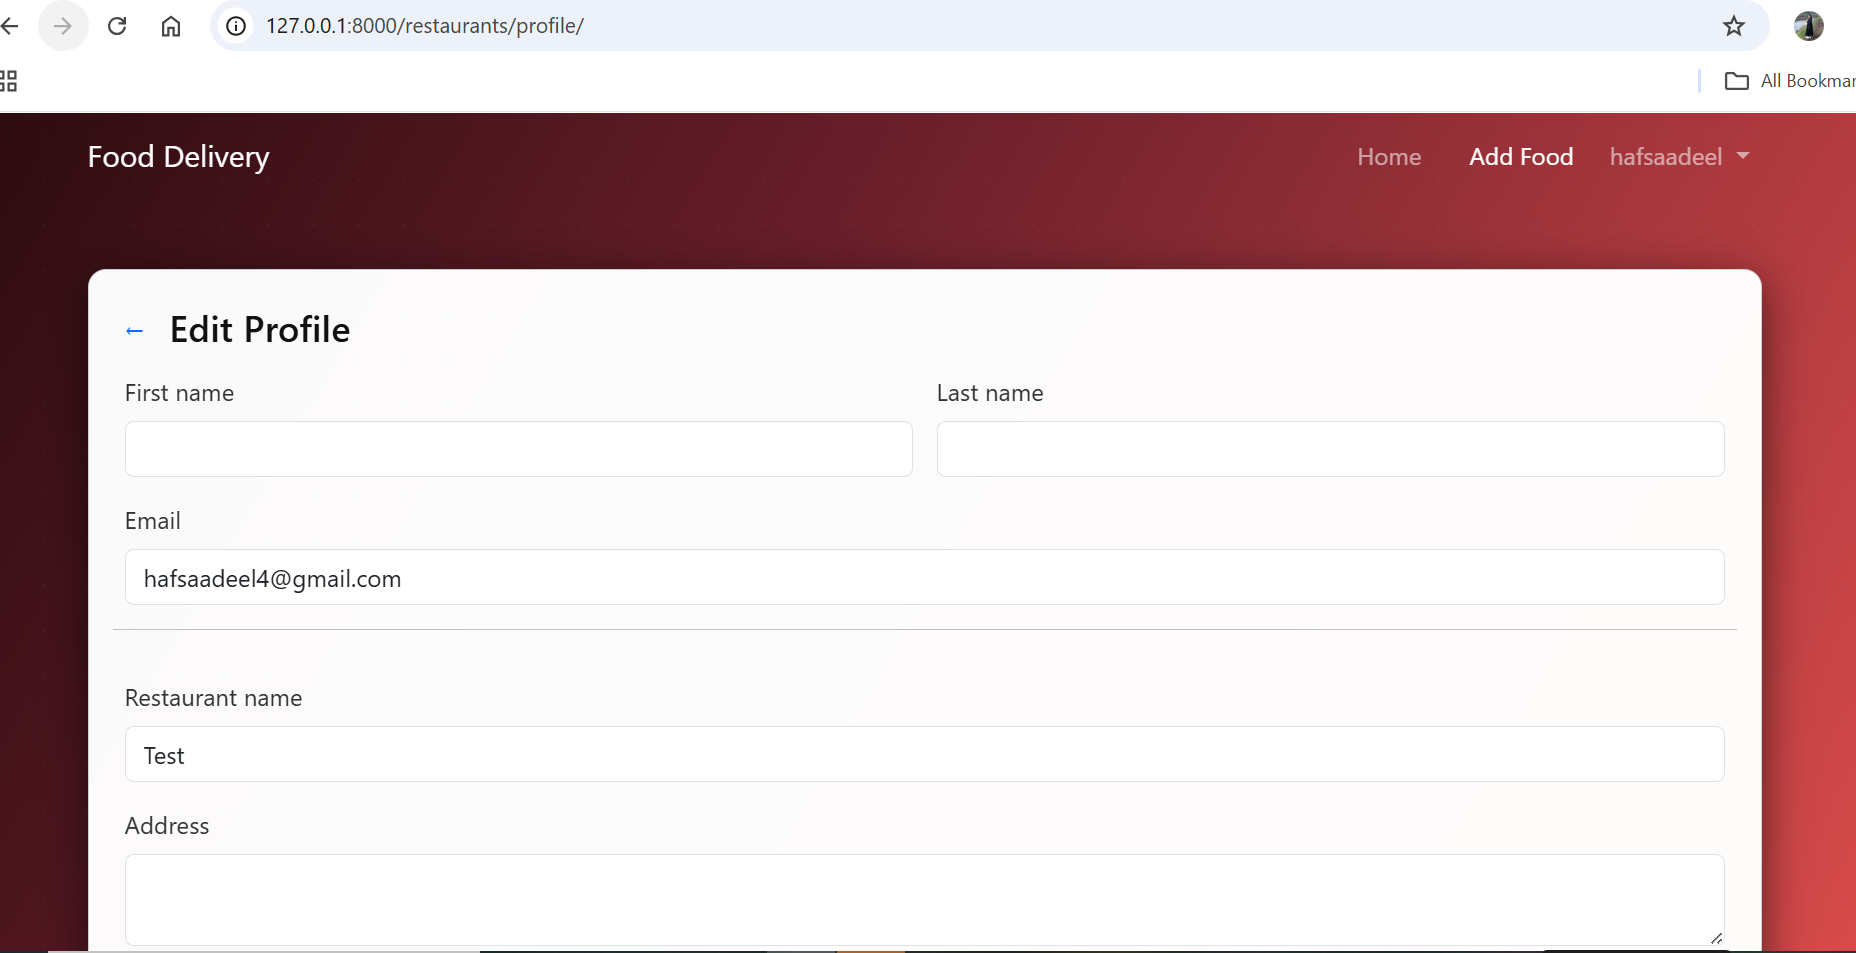 127.0.0.1:8000/restaurants/profile/
All Bookmar
Food Delivery
Home
Add Food
hafsaadeel
← Edit Profile
First name
Last name
Email
hafsaadeel4@gmail.com
Restaurant name
Test
Address